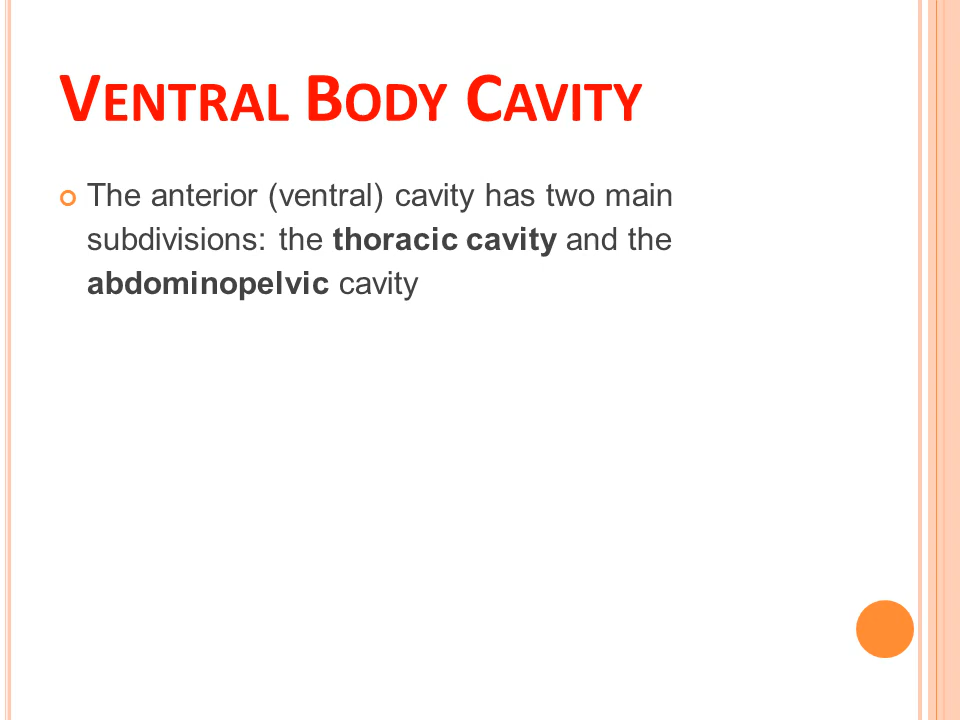 Ventral Body Cavity
The anterior (ventral) cavity has two main
subdivisions: the thoracic cavity and the
abdominopelvic cavity